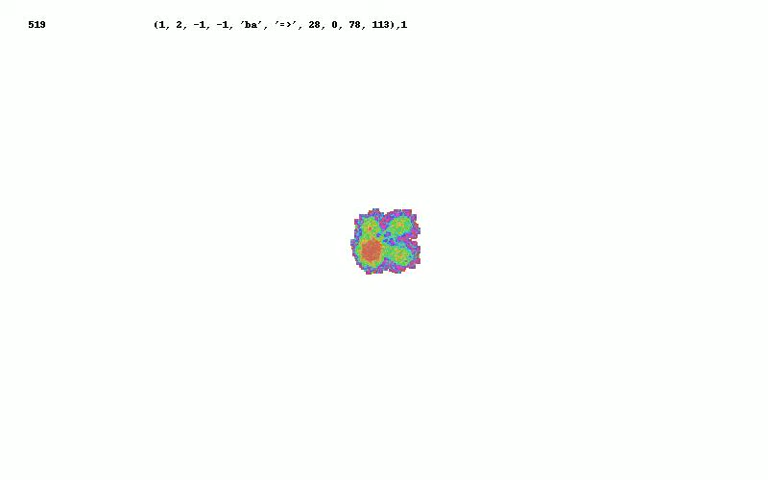 519 (1, 2, -1, -1, 'ba', '=>', 28, 0, 78, 113),1